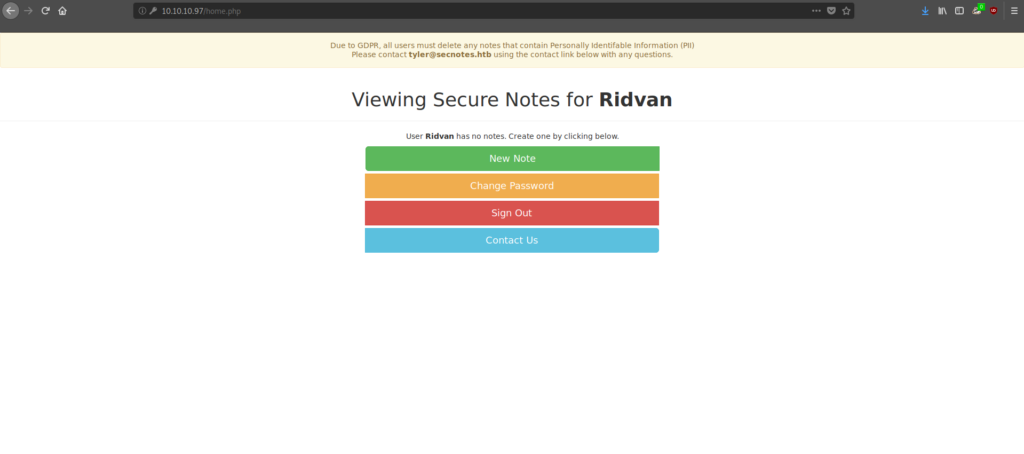 10.10.10.97/home.php
Due to GDPR, all users must delete any notes that contain Personally Identifable Information (PII)
Please contact tyler@secnotes.htb using the contact link below with any questions.
Viewing Secure Notes for Ridvan
User Ridvan has no notes. Create one by clicking below.
New Note
Change Password
Sign Out
Contact Us